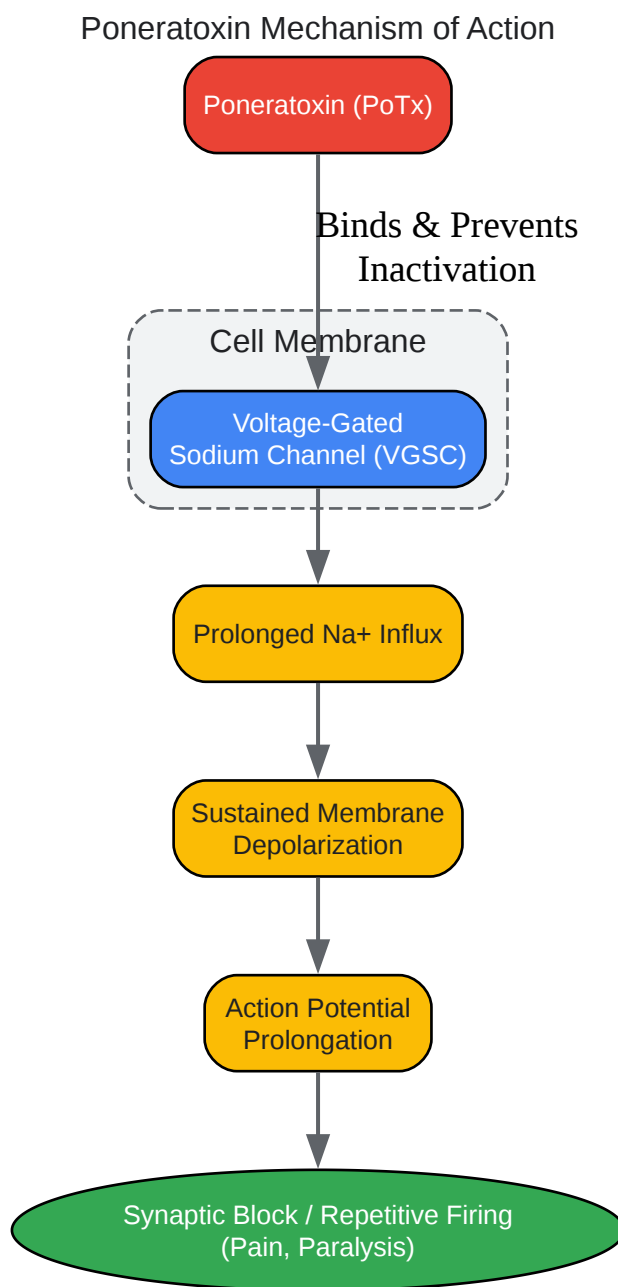 Poneratoxin Mechanism of Action
Poneratoxin (PoTx)
Binds & Prevents
Inactivation
Cell Membrane
Voltage-Gated
Sodium Channel (VGSC)
Prolonged Na+ Influx
Sustained Membrane
Depolarization
Action Potential
Prolongation
Synaptic Block / Repetitive Firing
(Pain, Paralysis)